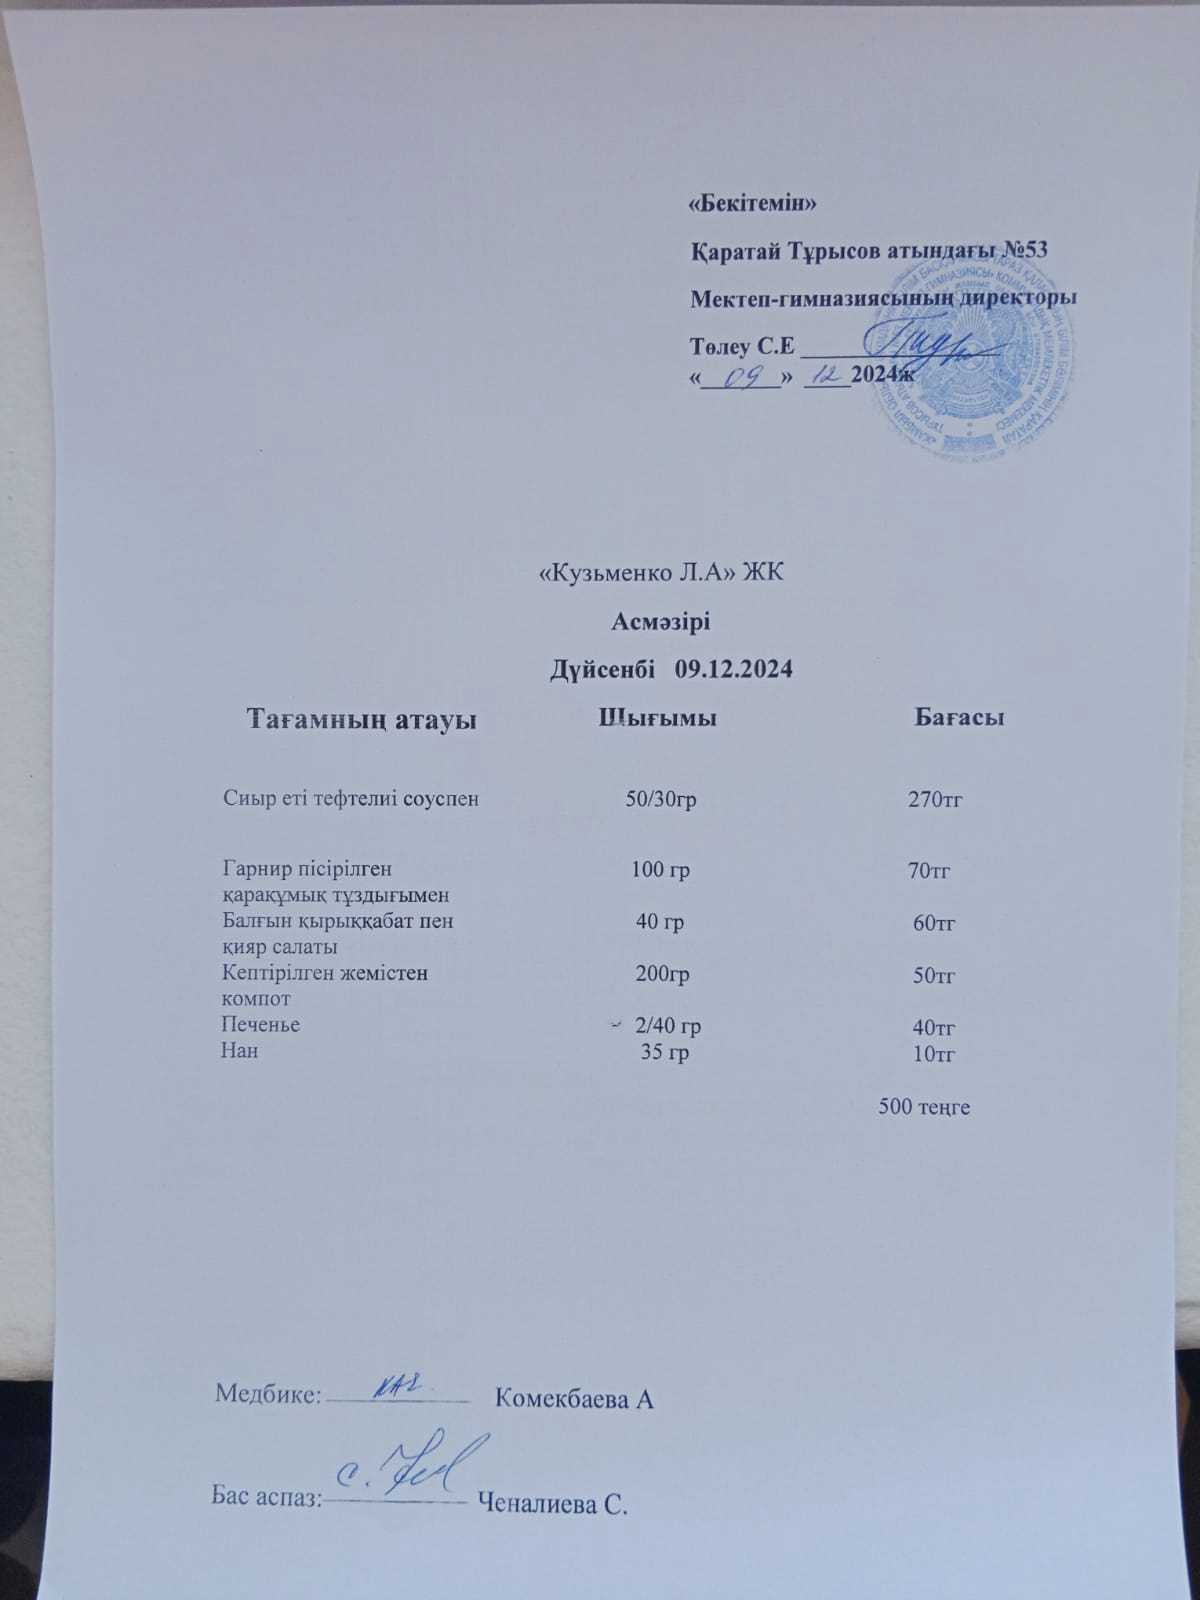 «Бекітемін»
Қаратай Тұрысов атындағы №53
Мектеп-гимназиясының директоры
Төлеу С.Е
« 09 » 12 2024ж
«Кузьменко Л.А» ЖК
Асмәзірі
Дүйсенбі 09.12.2024
Тағамның атауы Шығымы Бағасы
Сиыр еті тефтелиі соуспен 50/30гр 270тг
Гарнир пісірілген 100 гр 70тг
қарақұмық тұздығымен
Балғын қырыққабат пен 40 гр 60тг
қияр салаты
Кептірілген жемістен 200гр 50тг
компот
Печенье 2/40 гр 40тг
Нан 35 гр 10тг
500 теңге
Медбике: Комекбаева А
Бас аспаз: Ченалиева С.